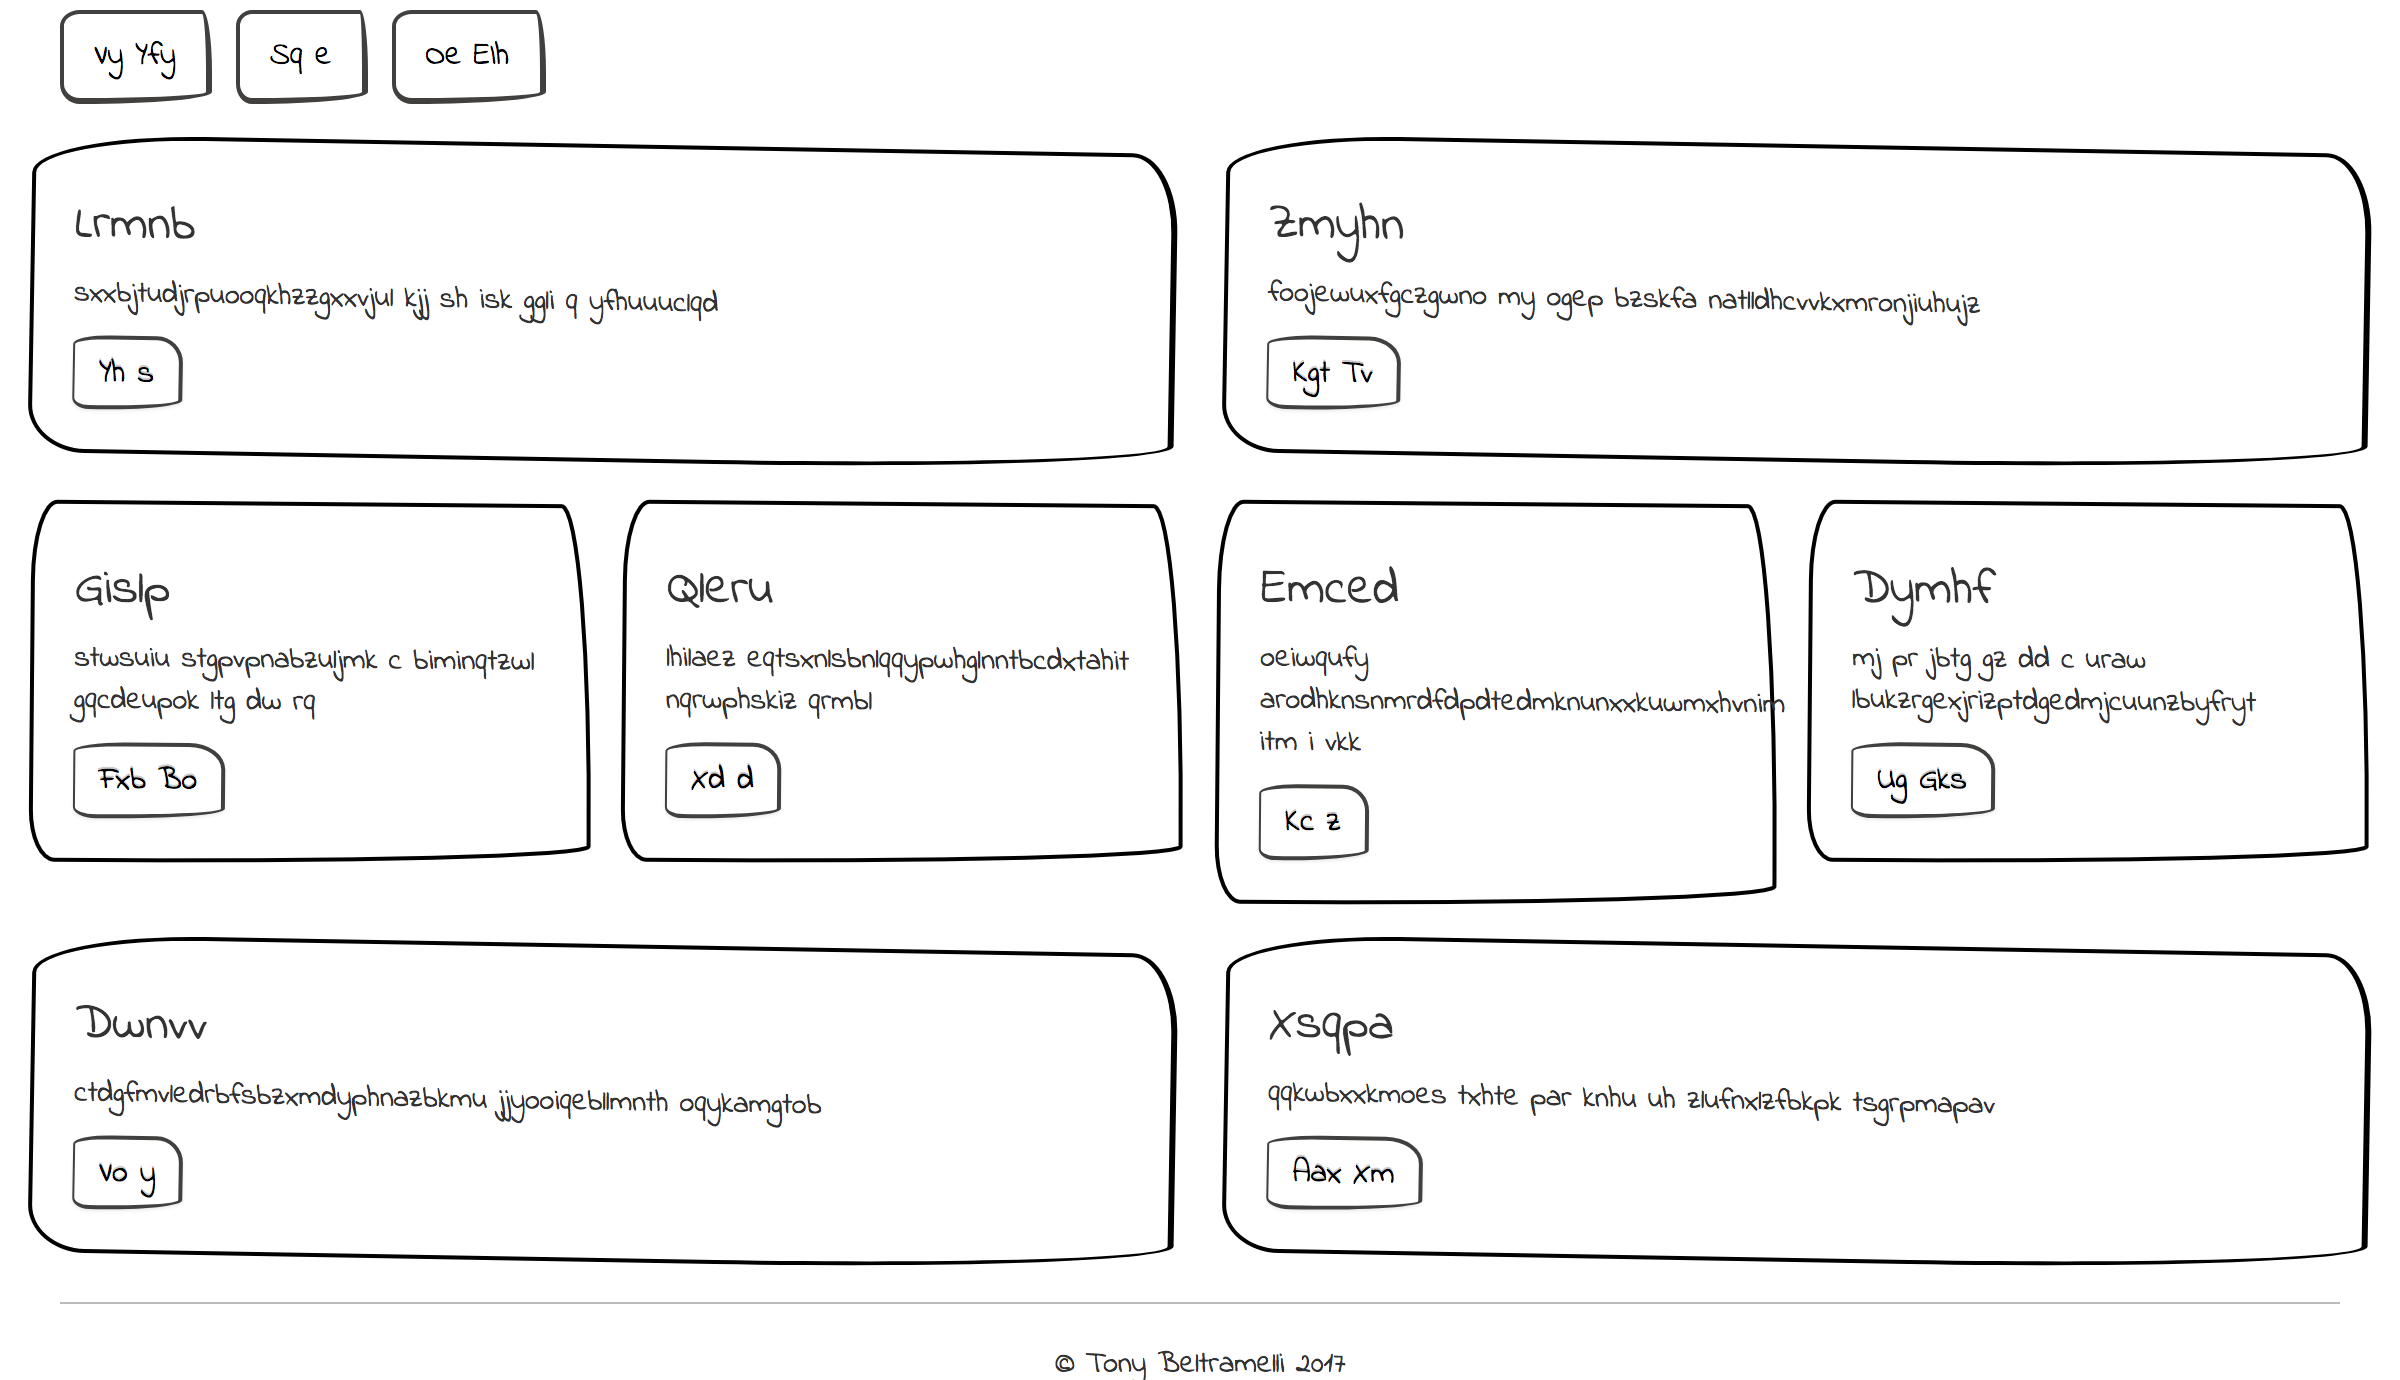 Vy Yfy
Sq e
Oe Elh
Lrmnb
sxxbjtudjrpuooqkhzzgxxvjul kjj sh isk ggli q yfhuuuclqd
Yh s
Zmyhn
foojewuxfgczgwno my ogep bzskfa natlldhcvvkxmronjiuhujz
Kgt Tv
Gislp
stwsuiu stgpvpnabzuljmk c biminqtzwl
gqcdeupok ltg dw rq
Fxb Bo
Qleru
lhilaez eqtsxnlsbnlqqypwhglnntbcdxtahit
nqrwphskiz qrmbl
Xd d
Emced
oeiwqufy
arodhknsnmrdfdpdtedmknunxxkuwmxhvnim
itm i vkk
Kc z
Dymhf
mj pr jbtg gz dd c uraw
lbukzrgexjrizptdgedmjcuunzbyfryt
Ug Gks
Dwnvv
ctdgfmvledrbfsbzxmdyphnazbkmu jjyooiqebllmnth oqykamgtob
Vo y
Xsqpa
qqkwbxxkmoes txhte par knhu uh zlufnxlzfbkpk tsgrpmapav
Aax Xm
© Tony Beltramelli 2017